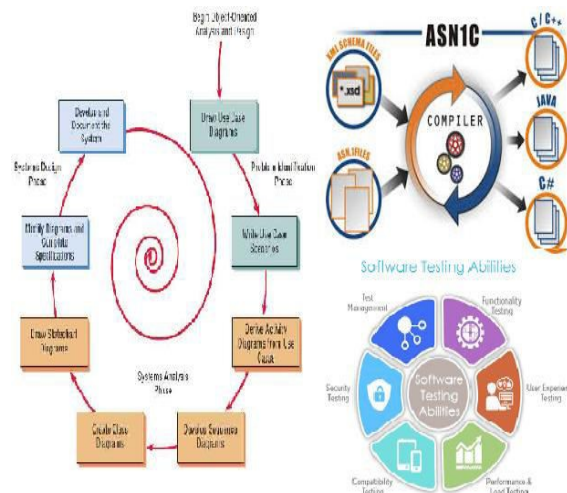 Begin Object-Oriented
Analysis and Design
Draw Use Case
Diagrams
Problem Identification
Phase
Write Use Case
Scenarios
Derive Activity
Diagrams from Use
Cases
Develop Sequence
Diagrams
Systems Analysis
Phase
Create Class
Diagrams
Draw Statechart
Diagrams
Modify Diagrams and
Complete
Specifications
Systems Design
Phase
Develop and
Document the
System
ASN1C
XML SCHEMA FILES
*.xsd
ASN.1 FILES
COMPILER
C / C++
JAVA
C#
Software Testing Abilities
Test
Management
Functionality
Testing
Security
Testing
User Experience
Testing
Compatibility
Testing
Performance &
Load Testing
Software
Testing
Abilities